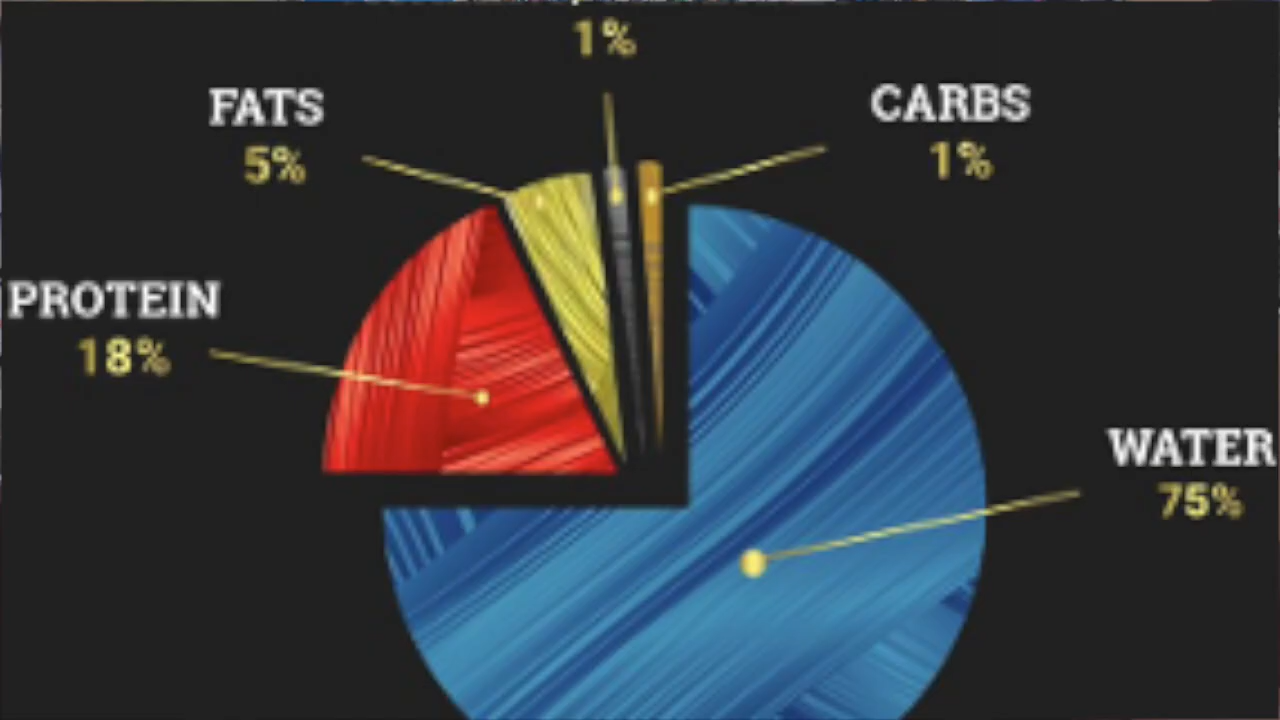 1%
FATS
5%
CARBS
1%
PROTEIN
18%
WATER
75%